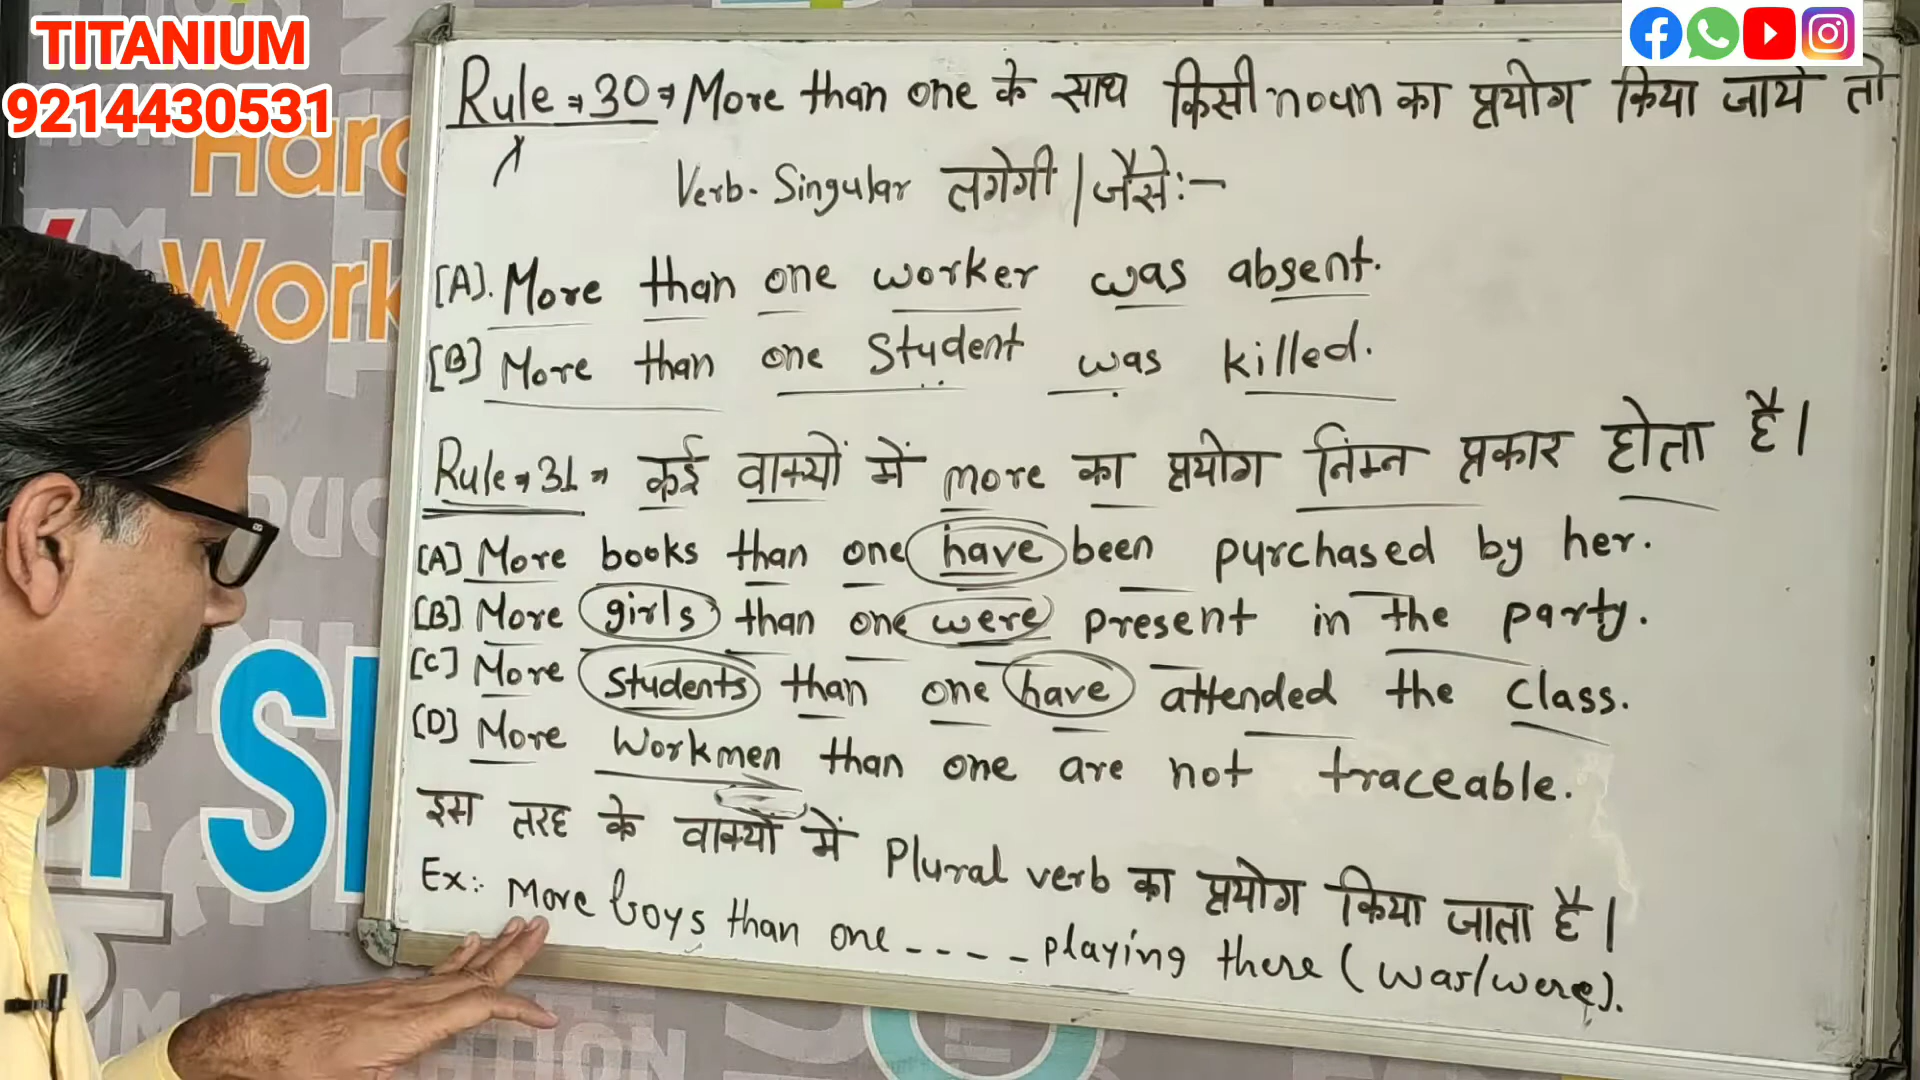 TITANIUM
9214430531
Hard
Work
Rule → 30 → More than one के साथ किसी noun का प्रयोग किया जाये तो
Verb - Singular लगेगी | जैसे:-
[A]. More than one worker was absent.
[B] More than one Student was killed.
Rule → 31 → कई वाक्यों में more का प्रयोग निम्न प्रकार होता है।
[A] More books than one have been purchased by her.
[B] More girls than one were present in the party.
[C] More students than one have attended the class.
[D] More workmen than one are not traceable.
इस तरह के वाक्यों में Plural verb का प्रयोग किया जाता है।
Ex:- More boys than one ---- playing there (was/were).